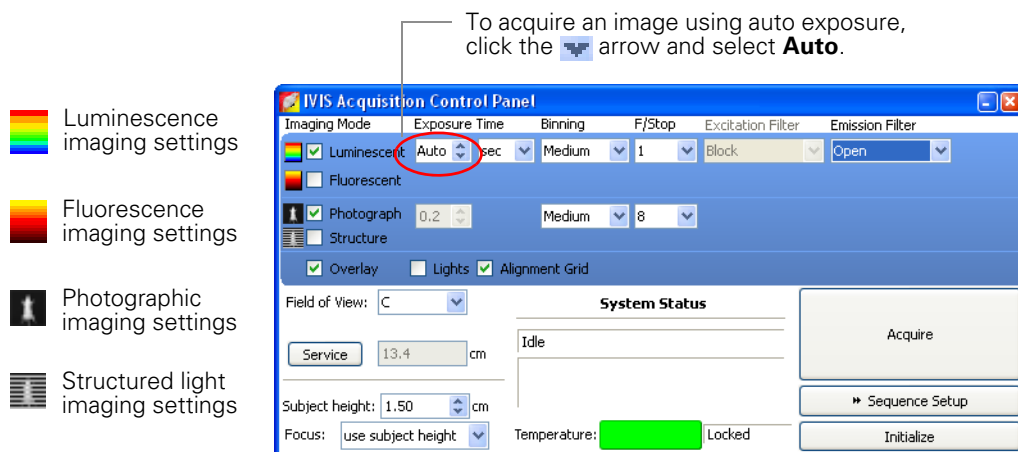 To acquire an image using auto exposure,
click the arrow and select Auto.
Luminescence
imaging settings
Fluorescence
imaging settings
Photographic
imaging settings
Structured light
imaging settings
IVIS Acquisition Control Panel
Imaging Mode Exposure Time Binning F/Stop Excitation Filter Emission Filter
Luminescent Auto sec Medium 1 Block Open
Fluorescent
Photograph 0.2 Medium 8
Structure
Overlay Lights Alignment Grid
Field of View: C System Status
Acquire
Idle
Service 13.4 cm
Subject height: 1.50 cm Sequence Setup
Focus: use subject height Temperature: Locked Initialize